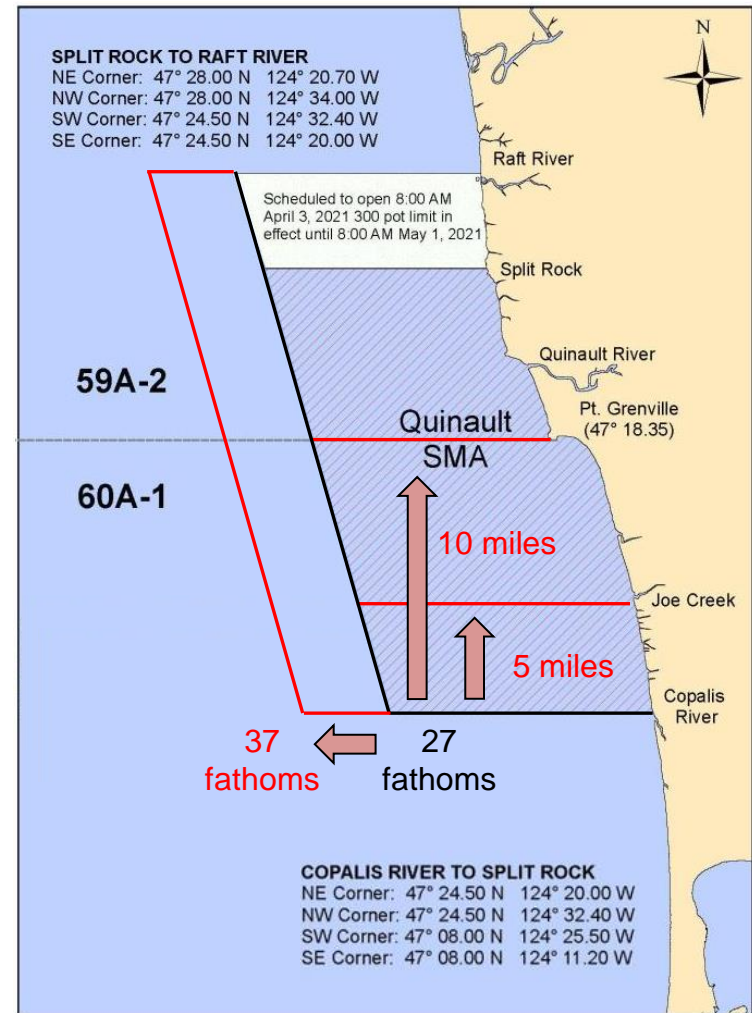 N
SPLIT ROCK TO RAFT RIVER
NE Corner: 47° 28.00 N 124° 20.70 W
NW Corner: 47° 28.00 N 124° 34.00 W
SW Corner: 47° 24.50 N 124° 32.40 W
SE Corner: 47° 24.50 N 124° 20.00 W
Raft River
Scheduled to open 8:00 AM
April 3, 2021 300 pot limit in
effect until 8:00 AM May 1, 2021
Split Rock
Quinault River
59A-2
Pt. Grenville
(47° 18.35)
Quinault
SMA
60A-1
10 miles
Joe Creek
5 miles
Copalis
River
37
fathoms
27
fathoms
COPALIS RIVER TO SPLIT ROCK
NE Corner: 47° 24.50 N 124° 20.00 W
NW Corner: 47° 24.50 N 124° 32.40 W
SW Corner: 47° 08.00 N 124° 25.50 W
SE Corner: 47° 08.00 N 124° 11.20 W